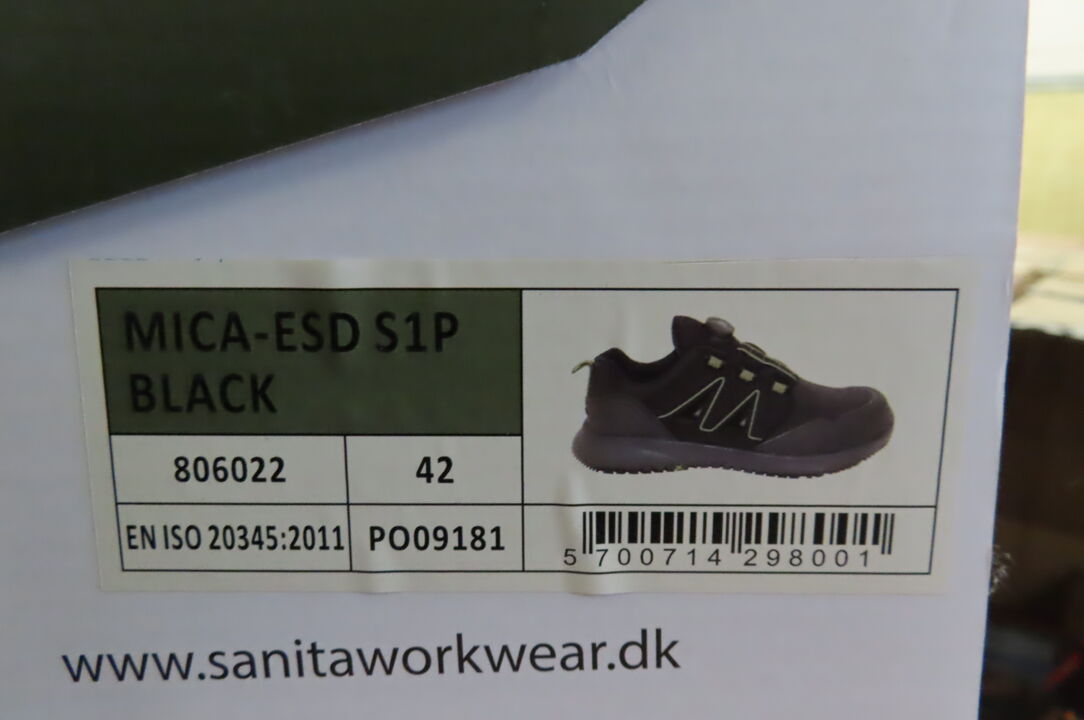 MICA-ESD S1P
BLACK
806022
42
EN ISO 20345:2011
PO09181
5 700714 298001
www.sanitaworkwear.dk